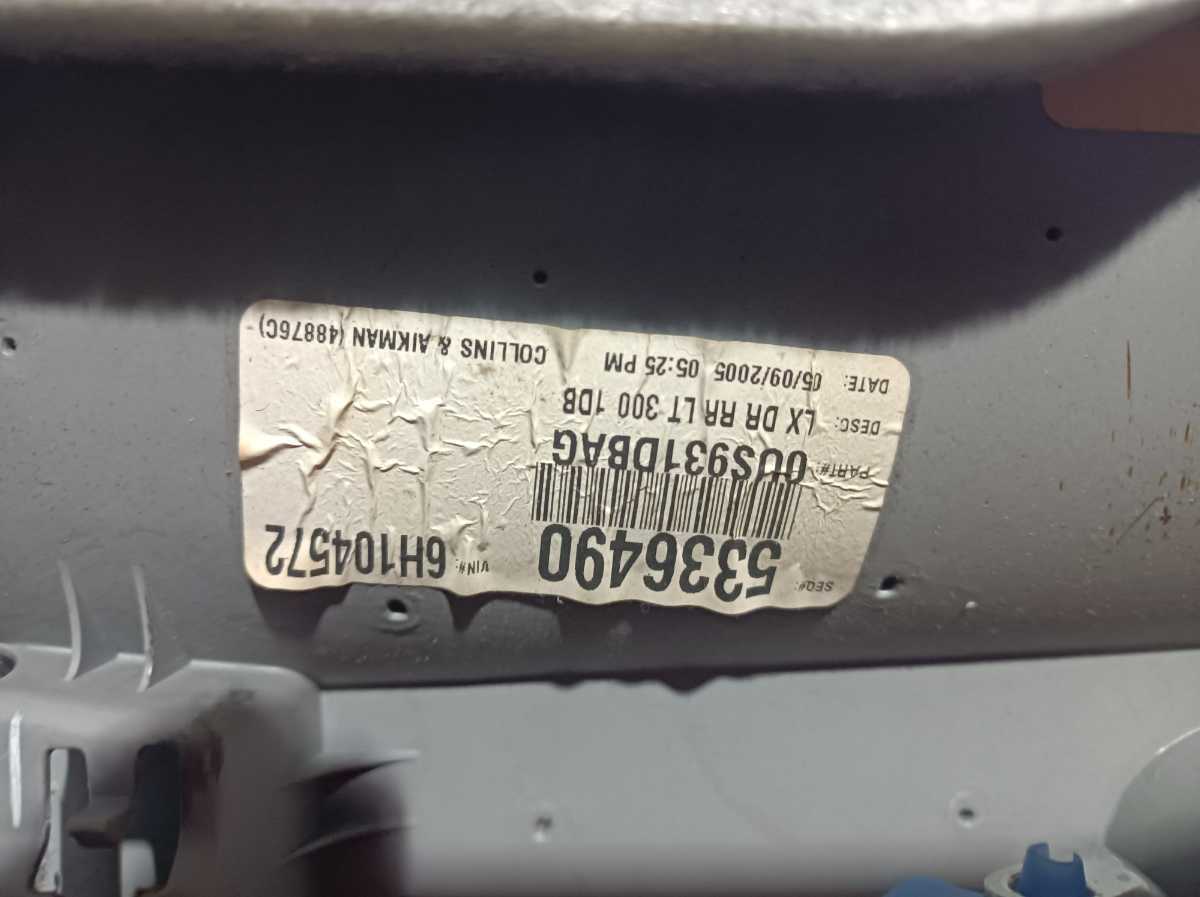 SEQ#: 5336490 VIN#: 6H104572
PART#: 0US931DBAG
DESC: LX DR RR LT 300 1DB
DATE: 05/09/2005 05:25 PM COLLINS & AIKMAN (48876C)